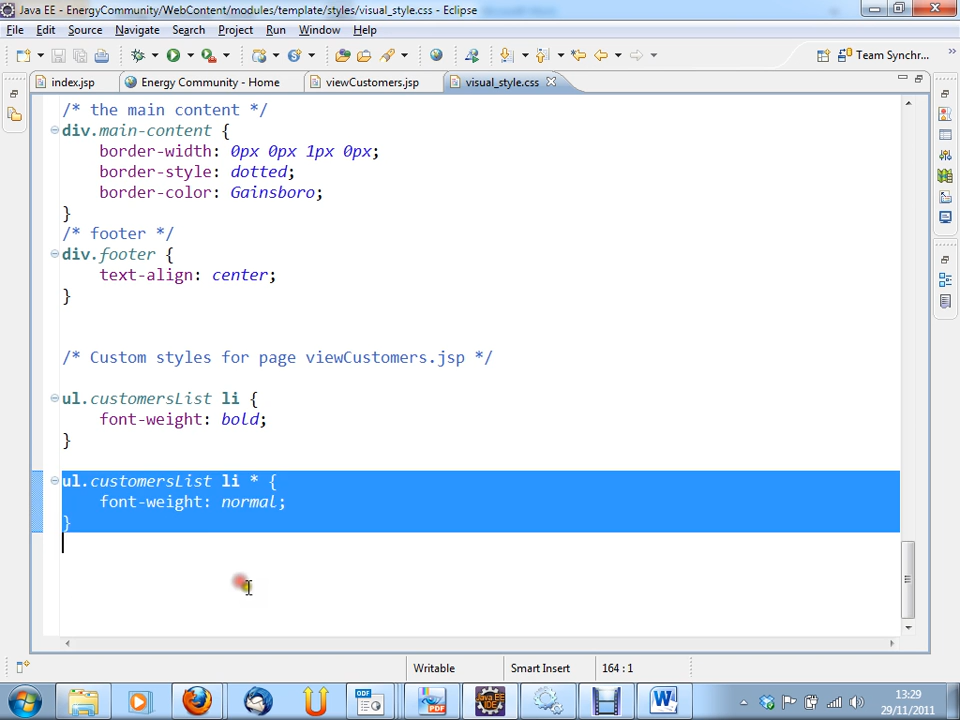 Java EE - EnergyCommunity/WebContent/modules/template/styles/visual_style.css - Eclipse
File Edit Source Navigate Search Project Run Window Help
Team Synchr...
index.jsp Energy Community - Home viewCustomers.jsp visual_style.css
/* the main content */
div.main-content {
border-width: 0px 0px 1px 0px;
border-style: dotted;
border-color: Gainsboro;
}
/* footer */
div.footer {
text-align: center;
}
/* Custom styles for page viewCustomers.jsp */
ul.customersList li {
font-weight: bold;
}
ul.customersList li * {
font-weight: normal;
}
Writable Smart Insert 164 : 1
13:29
29/11/2011